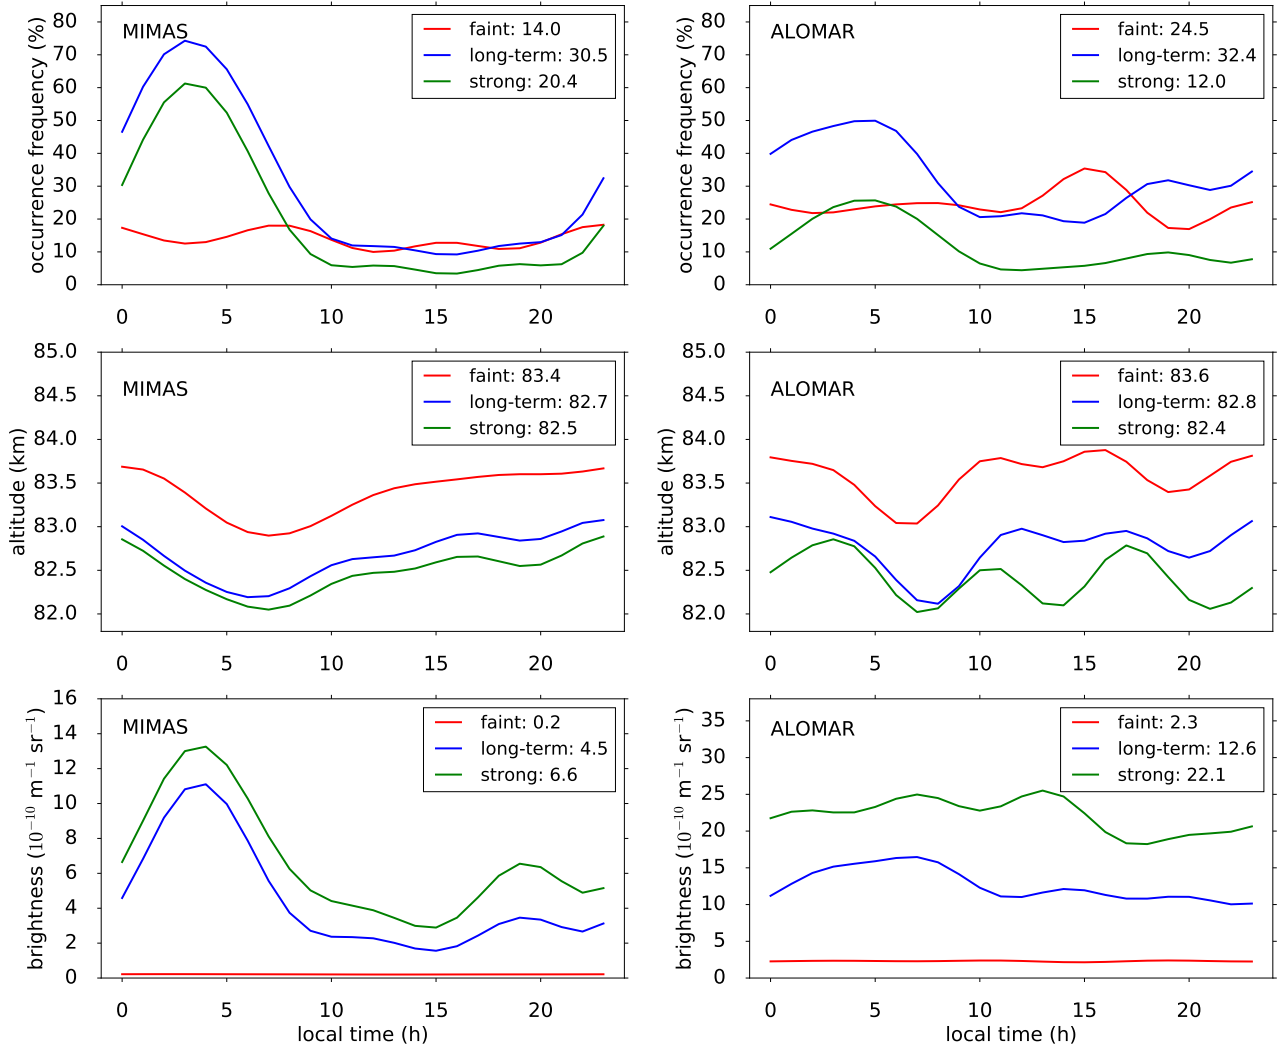 MIMAS
faint: 14.0
long-term: 30.5
strong: 20.4
occurrence frequency (%)
80
70
60
50
40
30
20
10
0
0 5 10 15 20
ALOMAR
faint: 24.5
long-term: 32.4
strong: 12.0
occurrence frequency (%)
80
70
60
50
40
30
20
10
0
0 5 10 15 20
MIMAS
faint: 83.4
long-term: 82.7
strong: 82.5
altitude (km)
85.0
84.5
84.0
83.5
83.0
82.5
82.0
0 5 10 15 20
ALOMAR
faint: 83.6
long-term: 82.8
strong: 82.4
altitude (km)
85.0
84.5
84.0
83.5
83.0
82.5
82.0
0 5 10 15 20
MIMAS
faint: 0.2
long-term: 4.5
strong: 6.6
brightness (10⁻¹⁰ m⁻¹ sr⁻¹)
16
14
12
10
8
6
4
2
0
0 5 10 15 20
local time (h)
ALOMAR
faint: 2.3
long-term: 12.6
strong: 22.1
brightness (10⁻¹⁰ m⁻¹ sr⁻¹)
35
30
25
20
15
10
5
0
0 5 10 15 20
local time (h)